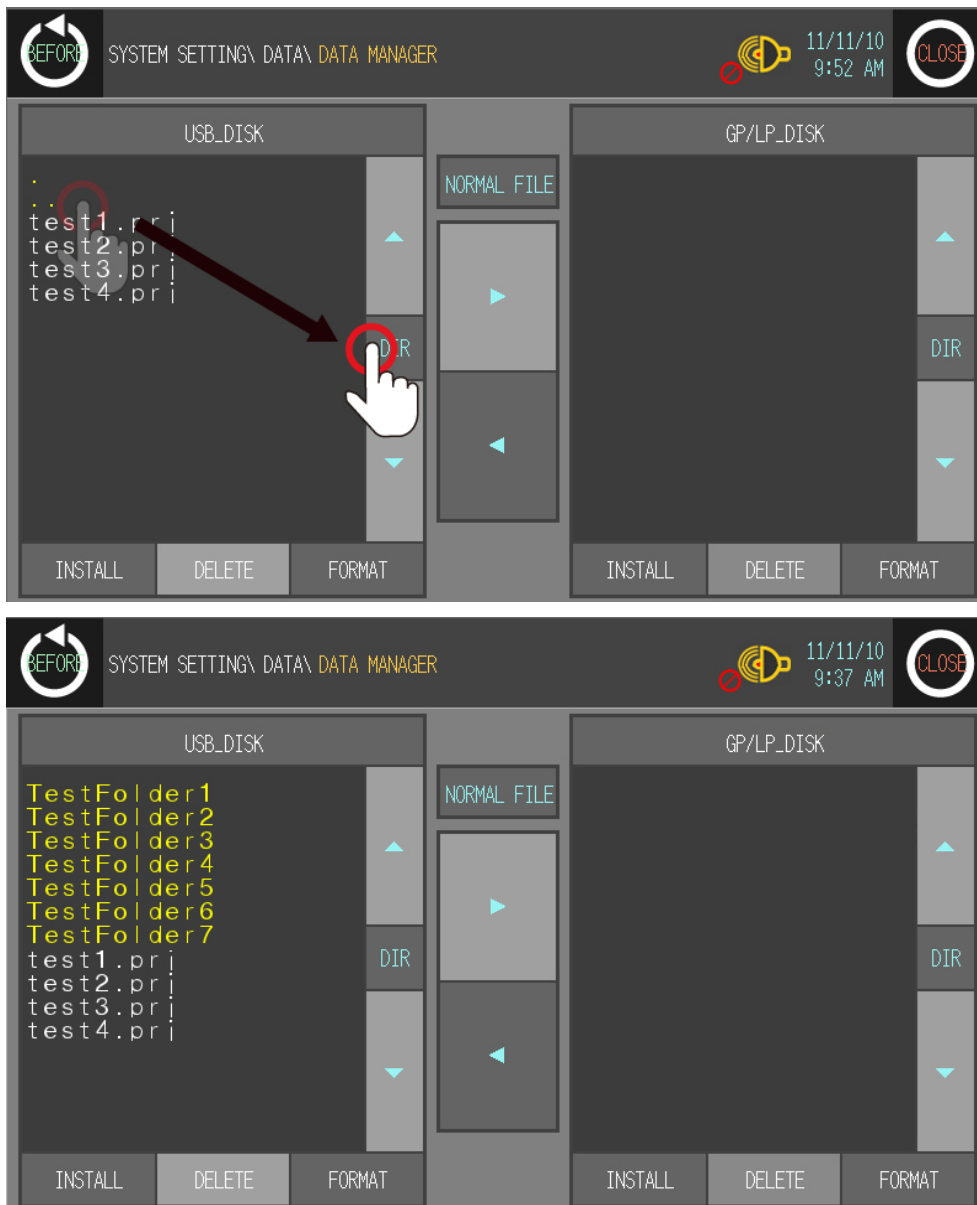 BEFORE
SYSTEM SETTING\ DATA\ DATA MANAGER
11/11/10
9:52 AM
CLOSE
USB_DISK
.
..
test1.prj
test2.prj
test3.prj
test4.prj
DIR
INSTALL
DELETE
FORMAT
NORMAL FILE
GP/LP_DISK
DIR
INSTALL
DELETE
FORMAT
BEFORE
SYSTEM SETTING\ DATA\ DATA MANAGER
11/11/10
9:37 AM
CLOSE
USB_DISK
TestFolder1
TestFolder2
TestFolder3
TestFolder4
TestFolder5
TestFolder6
TestFolder7
test1.prj
test2.prj
test3.prj
test4.prj
DIR
INSTALL
DELETE
FORMAT
NORMAL FILE
GP/LP_DISK
DIR
INSTALL
DELETE
FORMAT